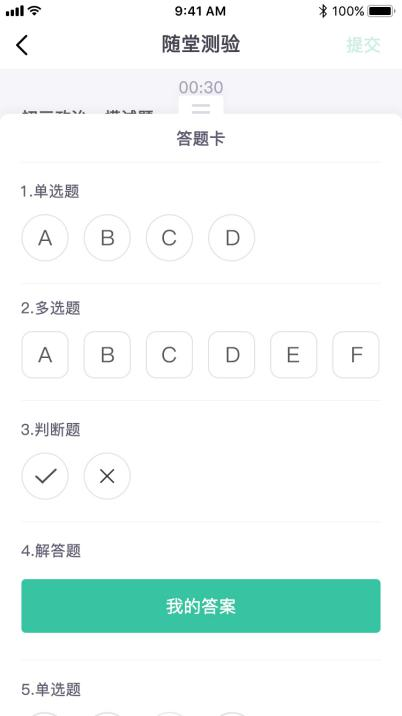 9:41 AM 100%
随堂测验 提交
00:30
答题卡
1.单选题
A B C D
2.多选题
A B C D E F
3.判断题
4.解答题
我的答案
5.单选题